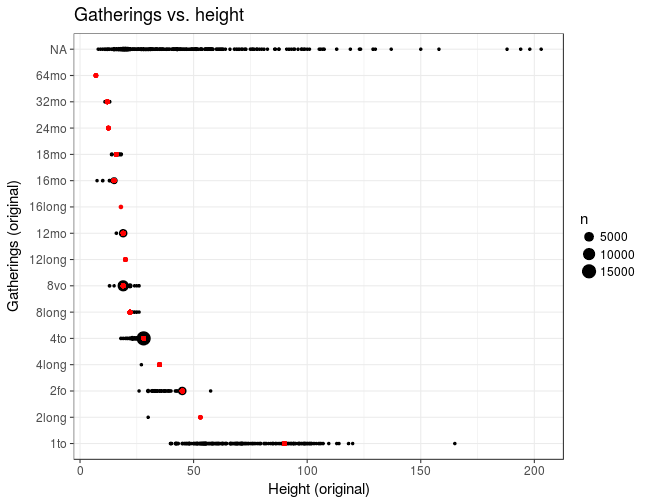 Gatherings vs. height
Gatherings (original)
NA
64mo
32mo
24mo
18mo
16mo
16long
12mo
12long
8vo
8long
4to
4long
2fo
2long
1to
0
50
100
150
200
Height (original)
n
5000
10000
15000